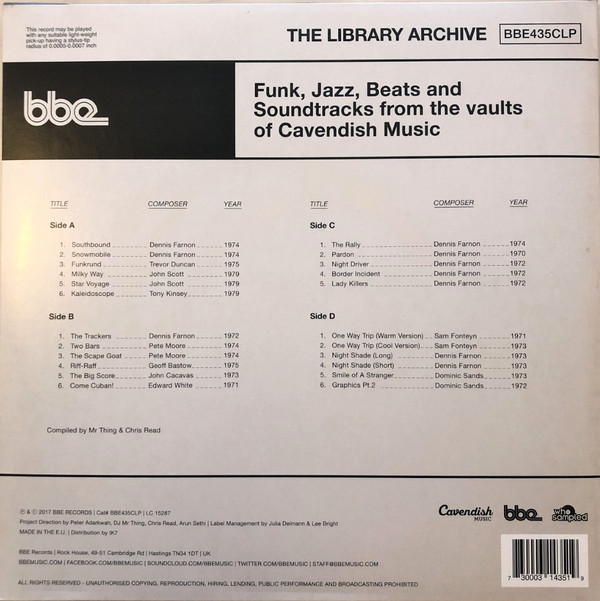 This record may be played
with any suitable light-weight
pick-up having a stylus-tip
radius of 0.0005-0.0007 inch
THE LIBRARY ARCHIVE BBE435CLP
bbe
Funk, Jazz, Beats and
Soundtracks from the vaults
of Cavendish Music
TITLE COMPOSER YEAR
Side A
1. Southbound Dennis Farnon 1974
2. Snowmobile Dennis Farnon 1974
3. Funkrund Trevor Duncan 1975
4. Milky Way John Scott 1979
5. Star Voyage John Scott 1979
6. Kaleidoscope Tony Kinsey 1979
Side B
1. The Trackers Dennis Farnon 1972
2. Two Bars Pete Moore 1974
3. The Scape Goat Pete Moore 1974
4. Riff-Raff Geoff Bastow 1975
5. The Big Score John Cacavas 1973
6. Come Cuban! Edward White 1971
TITLE COMPOSER YEAR
Side C
1. The Rally Dennis Farnon 1974
2. Pardon Dennis Farnon 1970
3. Night Driver Dennis Farnon 1972
4. Border Incident Dennis Farnon 1972
5. Lady Killers Dennis Farnon 1972
Side D
1. One Way Trip (Warm Version) Sam Fonteyn 1971
2. One Way Trip (Cool Version) Sam Fonteyn 1973
3. Night Shade (Long) Dennis Farnon 1973
4. Night Shade (Short) Dennis Farnon 1973
5. Smile of A Stranger Dominic Sands 1973
6. Graphics Pt.2 Dominic Sands 1972
Compiled by Mr Thing & Chris Read
℗ & © 2017 BBE RECORDS | Cat# BBE435CLP | LC 15287
Project Direction by Peter Adarkwah, DJ Mr Thing, Chris Read, Arun Sethi | Label Management by Julia Deimann & Lee Bright
MADE IN THE E.U. | Distribution by !K7
Cavendish MUSIC bbe who sampled
BBE Records | Rock House, 49-51 Cambridge Rd | Hastings TN34 1DT | UK
BBEMUSIC.COM | FACEBOOK.COM/BBEMUSIC | SOUNDCLOUD.COM/BBEMUSIC | TWITTER.COM/BBEMUSIC | STAFF@BBEMUSIC.COM
ALL RIGHTS RESERVED - UNAUTHORISED COPYING, REPRODUCTION, HIRING, LENDING, PUBLIC PERFORMANCE AND BROADCASTING PROHIBITED
7 30003 14351 9